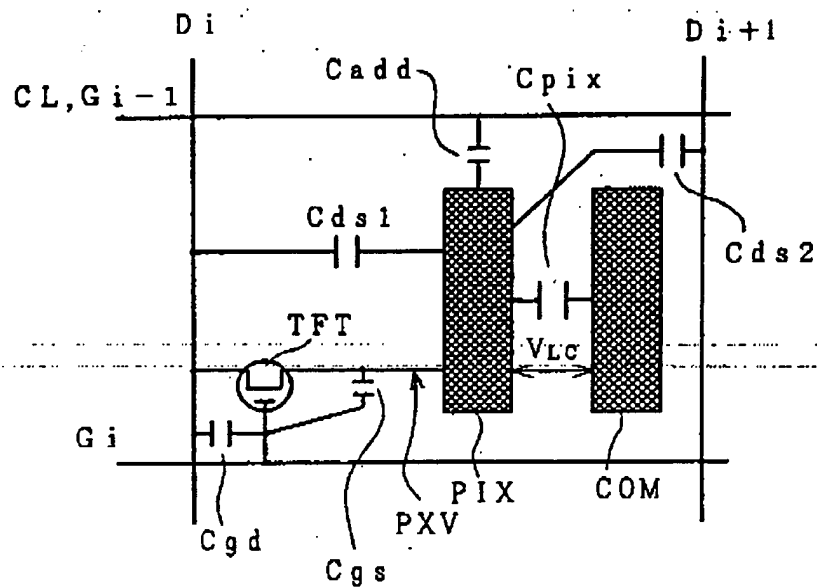 Di
Di+1
Cadd
Cpix
CL,Gi-1
Cds1
Cds2
TFT
VLC
Gi
PIX
COM
PXV
Cgd
Cgs